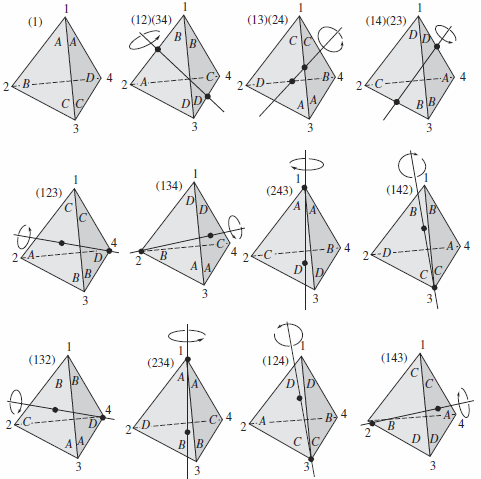 1 1 1 1
(1) (12)(34) (13)(24) (14)(23)
A A B B C C D D
2 B D 4 2 A C 4 2 D B 4 2 C A 4
C C D D A A B B
3 3 3 3
1 1 1 1
(123) (134) (243) (142)
C C D D A A B B
2 A D 4 2 B C 4 2 C B 4 2 D A 4
B B A A D D C C
3 3 3 3
1 1 1 1
(132) (234) (124) (143)
B B A A D D C C
2 C D 4 2 D C 4 2 A B 4 2 B A 4
A A B B C C D D
3 3 3 3